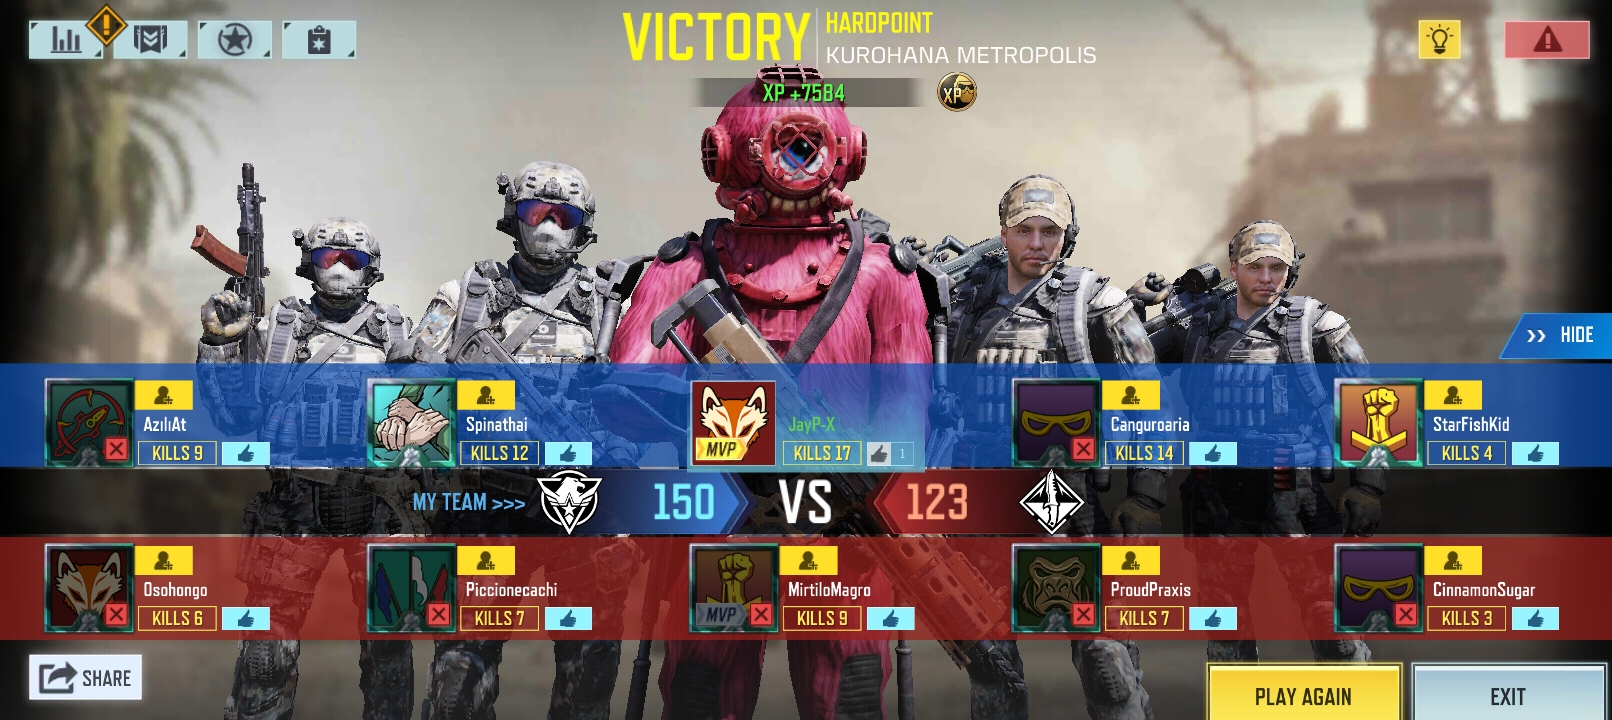 VICTORY
HARDPOINT
KUROHANA METROPOLIS
XP +7584
XP
HIDE
AzıliAt
KILLS 9
Spinathai
KILLS 12
MVP
JayP-X
KILLS 17
1
Canguroaria
KILLS 14
StarFishKid
KILLS 4
MY TEAM >>>
150
VS
123
Osohongo
KILLS 6
Piccionecachi
KILLS 7
MVP
MirtiloMagro
KILLS 9
ProudPraxis
KILLS 7
CinnamonSugar
KILLS 3
SHARE
PLAY AGAIN
EXIT